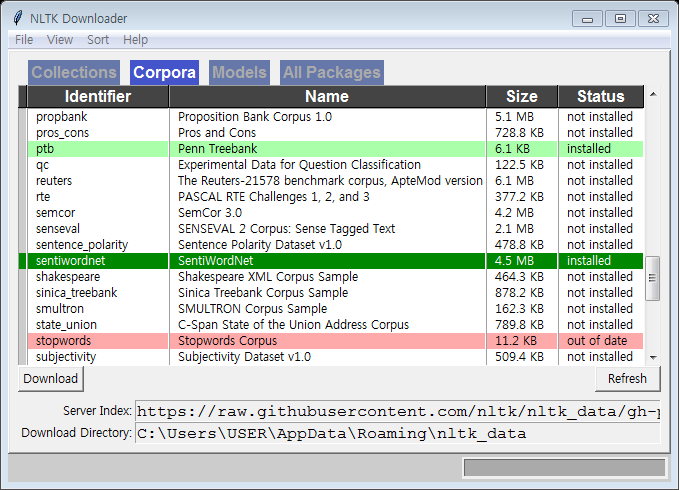 NLTK Downloader
File View Sort Help
Collections Corpora Models All Packages
Identifier Name Size Status
propbank Proposition Bank Corpus 1.0 5.1 MB not installed
pros_cons Pros and Cons 728.8 KB not installed
ptb Penn Treebank 6.1 KB installed
qc Experimental Data for Question Classification 122.5 KB not installed
reuters The Reuters-21578 benchmark corpus, ApteMod version 6.1 MB not installed
rte PASCAL RTE Challenges 1, 2, and 3 377.2 KB not installed
semcor SemCor 3.0 4.2 MB not installed
senseval SENSEVAL 2 Corpus: Sense Tagged Text 2.1 MB not installed
sentence_polarity Sentence Polarity Dataset v1.0 478.8 KB not installed
sentiwordnet SentiWordNet 4.5 MB installed
shakespeare Shakespeare XML Corpus Sample 464.3 KB not installed
sinica_treebank Sinica Treebank Corpus Sample 878.2 KB not installed
smultron SMULTRON Corpus Sample 162.3 KB not installed
state_union C-Span State of the Union Address Corpus 789.8 KB not installed
stopwords Stopwords Corpus 11.2 KB out of date
subjectivity Subjectivity Dataset v1.0 509.4 KB not installed
Download Refresh
Server Index: https://raw.githubusercontent.com/nltk/nltk_data/gh-p
Download Directory: C:\Users\USER\AppData\Roaming\nltk_data